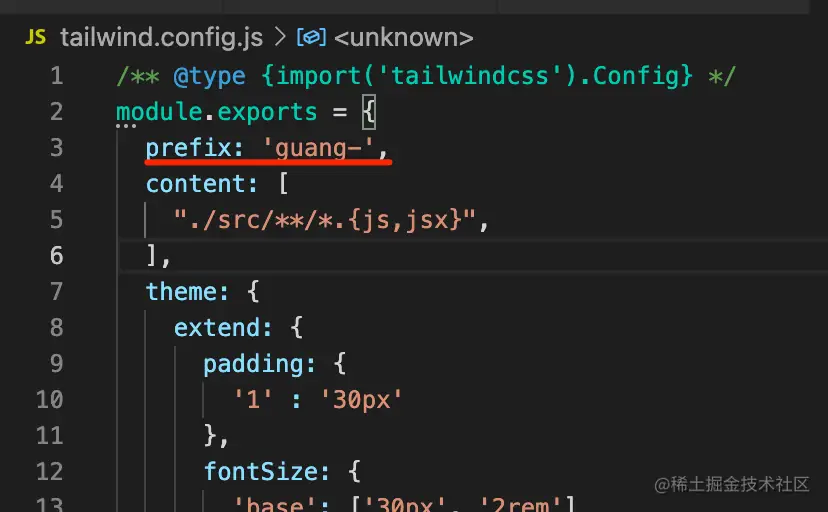 JS tailwind.config.js > <unknown>
1 /** @type {import('tailwindcss').Config} */
2 module.exports = {
3 prefix: 'guang-',
4 content: [
5 "./src/**/*.{js,jsx}",
6 ],
7 theme: {
8 extend: {
9 padding: {
10 '1' : '30px'
11 },
12 fontSize: {
13 'base': ['30px', '2rem']
@稀土掘金技术社区